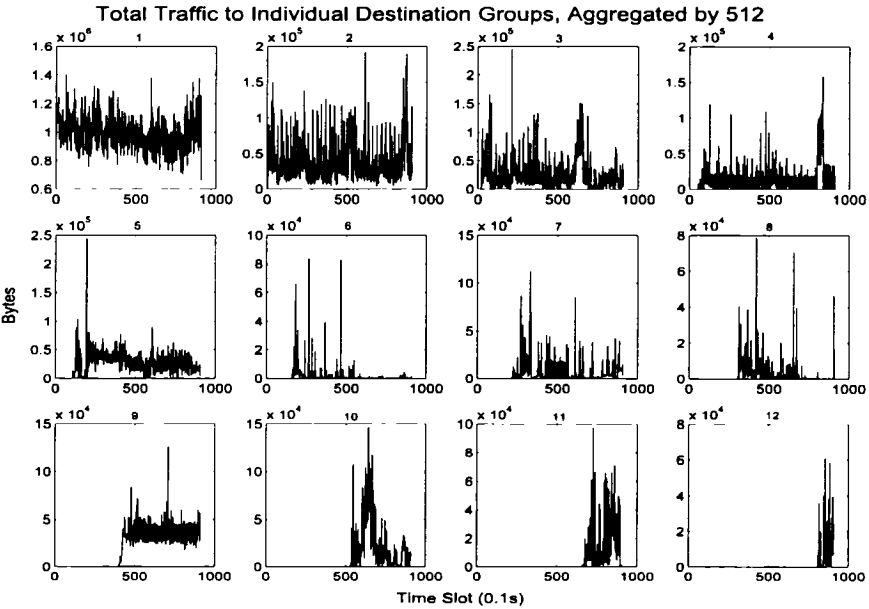 Total Traffic to Individual Destination Groups, Aggregated by 512
x 10^6 1
x 10^5 2
x 10^5 3
x 10^5 4
1.6
1.4
1.2
1
0.8
0.6
0 500 1000
2
1.5
1
0.5
0
0 500 1000
2.5
2
1.5
1
0.5
0
0 500 1000
2
1.5
1
0.5
0
0 500 1000
x 10^5 5
x 10^4 6
x 10^4 7
x 10^4 8
Bytes
2.5
2
1.5
1
0.5
0
0 500 1000
10
8
6
4
2
0
0 500 1000
15
10
5
0
0 500 1000
8
6
4
2
0
0 500 1000
x 10^4 9
x 10^4 10
x 10^4 11
x 10^4 12
15
10
5
0
0 500 1000
15
10
5
0
0 500 1000
10
8
6
4
2
0
0 500 1000
8
6
4
2
0
0 500 1000
Time Slot (0.1s)